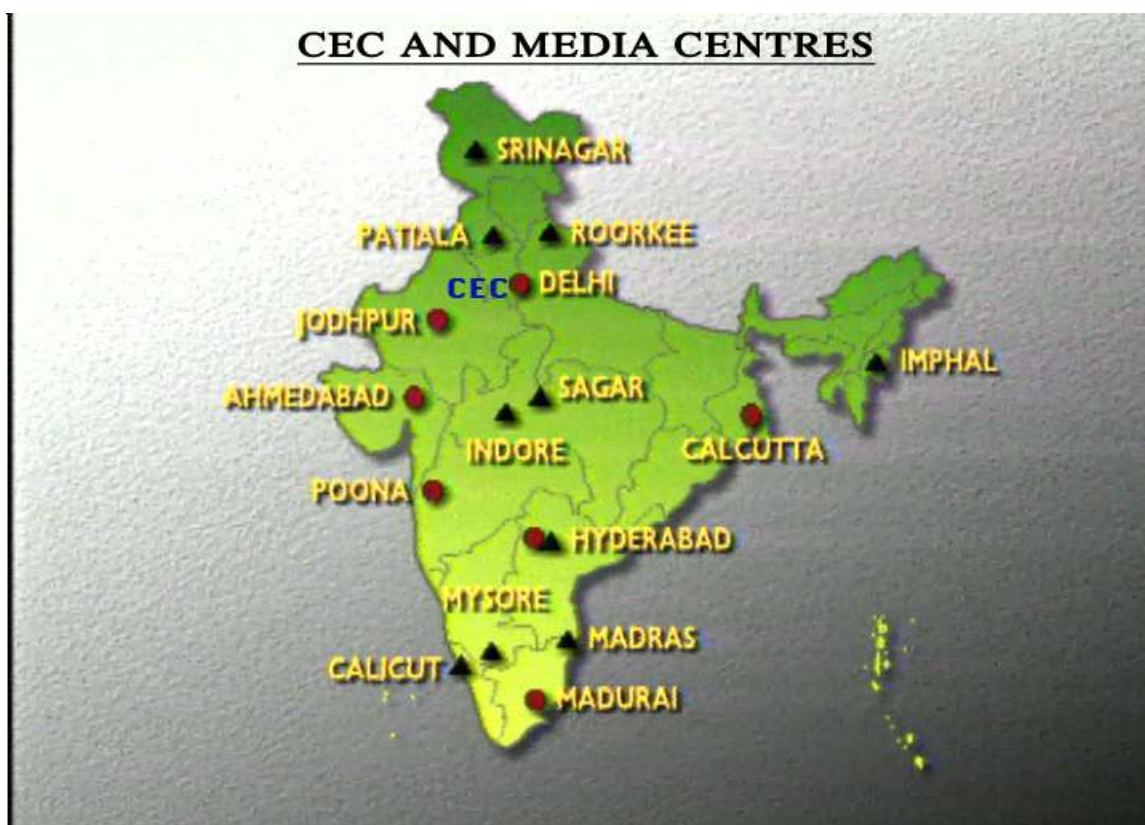 CEC AND MEDIA CENTRES
SRINAGAR
PATIALA
ROORKEE
CEC
DELHI
JODHPUR
IMPHAL
AHMEDABAD
SAGAR
INDORE
CALCUTTA
POONA
HYDERABAD
MYSORE
MADRAS
CALICUT
MADURAI